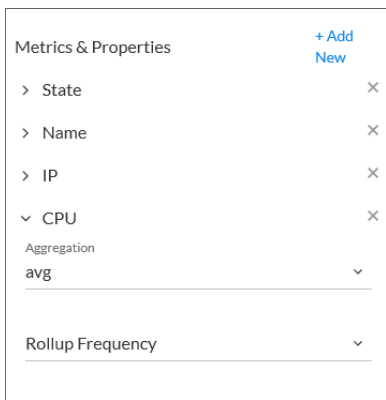 Metrics & Properties
+ Add
New
State
Name
IP
CPU
Aggregation
avg
Rollup Frequency